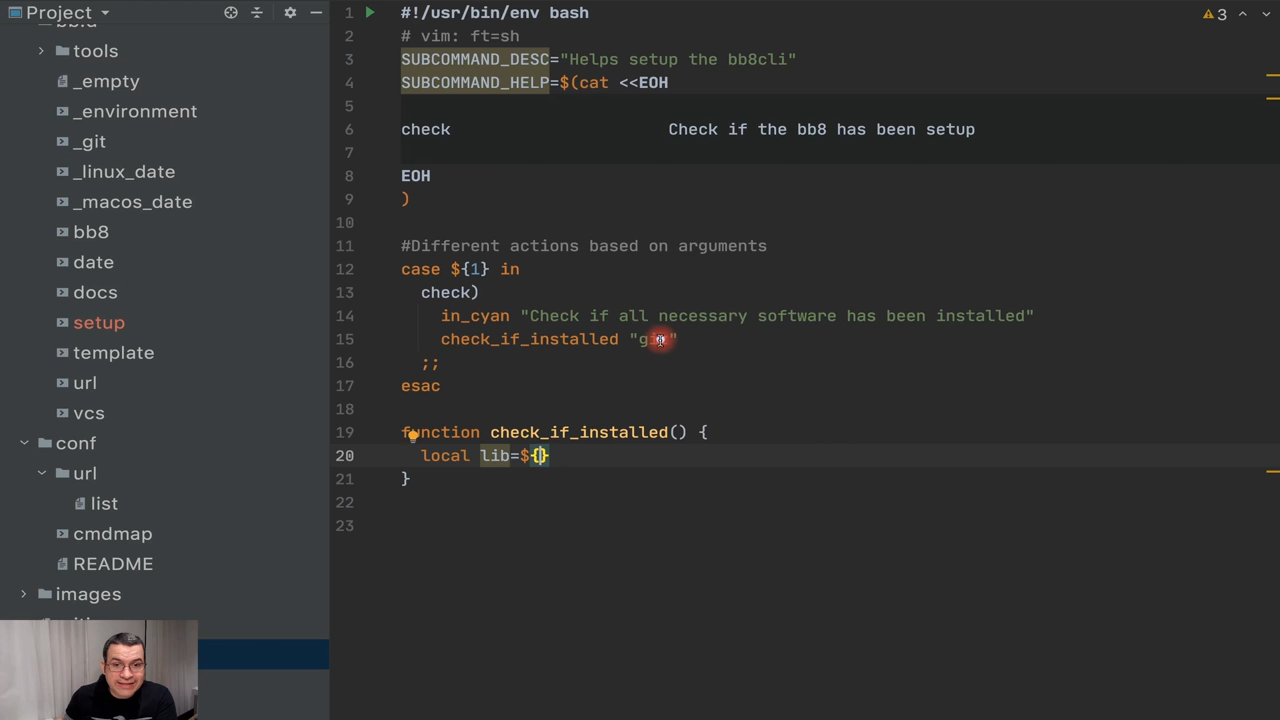 Project
tools
_empty
_environment
_git
_linux_date
_macos_date
bb8
date
docs
setup
template
url
vcs
conf
url
list
cmdmap
README
images
3
1 #!/usr/bin/env bash
2 # vim: ft=sh
3 SUBCOMMAND_DESC="Helps setup the bb8cli"
4 SUBCOMMAND_HELP=$(cat <<EOH
5
6 check Check if the bb8 has been setup
7
8 EOH
9 )
10
11 #Different actions based on arguments
12 case ${1} in
13 check)
14 in_cyan "Check if all necessary software has been installed"
15 check_if_installed
16 ;;
17 esac
18
19 function check_if_installed() {
20 local lib=${}
21 }
22
23